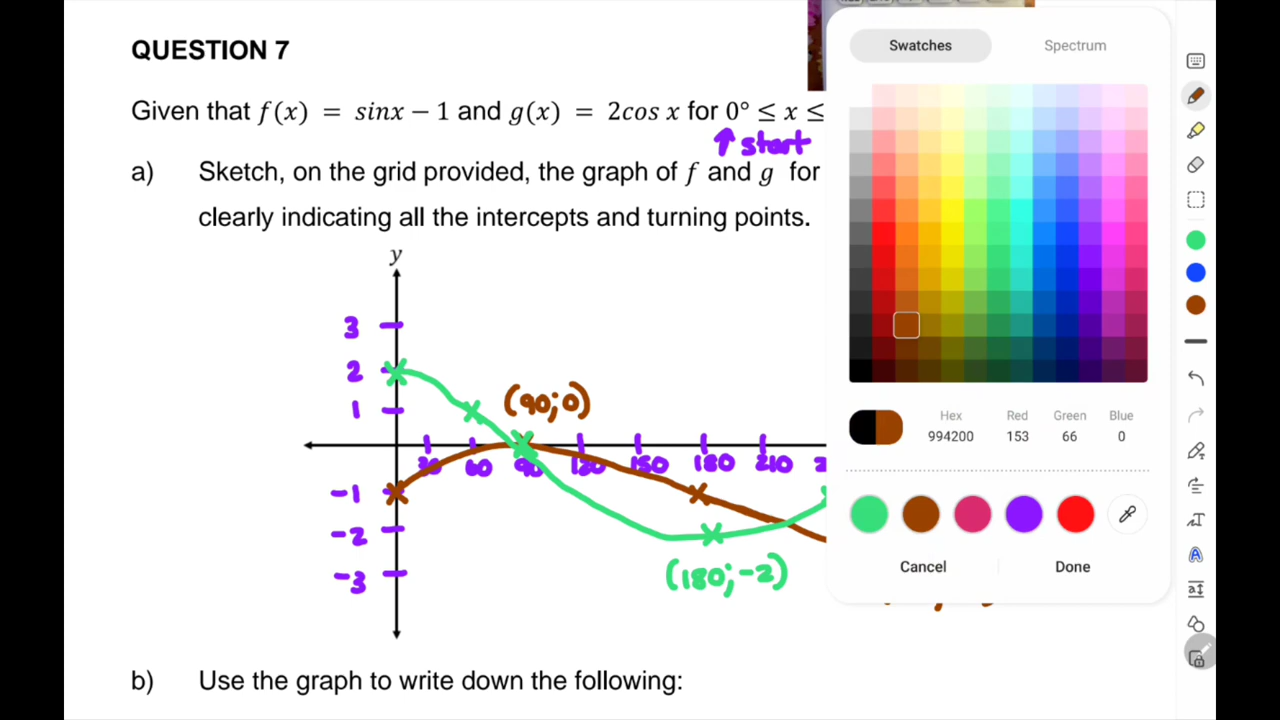 QUESTION 7
Swatches
Spectrum
Given that f(x) = sinx − 1 and g(x) = 2cos x for 0° ≤ x ≤
start
a) Sketch, on the grid provided, the graph of f and g for
clearly indicating all the intercepts and turning points.
y
3
2
1
(90;0)
30 60 90 120 150 180 210
-1
-2
-3
(180;-2)
Hex Red Green Blue
994200 153 66 0
Cancel
Done
b) Use the graph to write down the following: